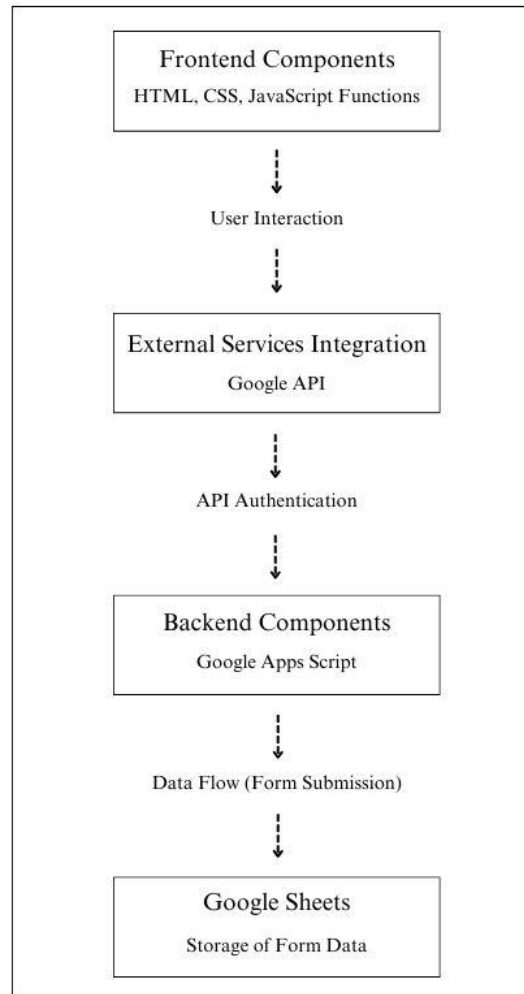 Frontend Components
HTML, CSS, JavaScript Functions
User Interaction
External Services Integration
Google API
API Authentication
Backend Components
Google Apps Script
Data Flow (Form Submission)
Google Sheets
Storage of Form Data